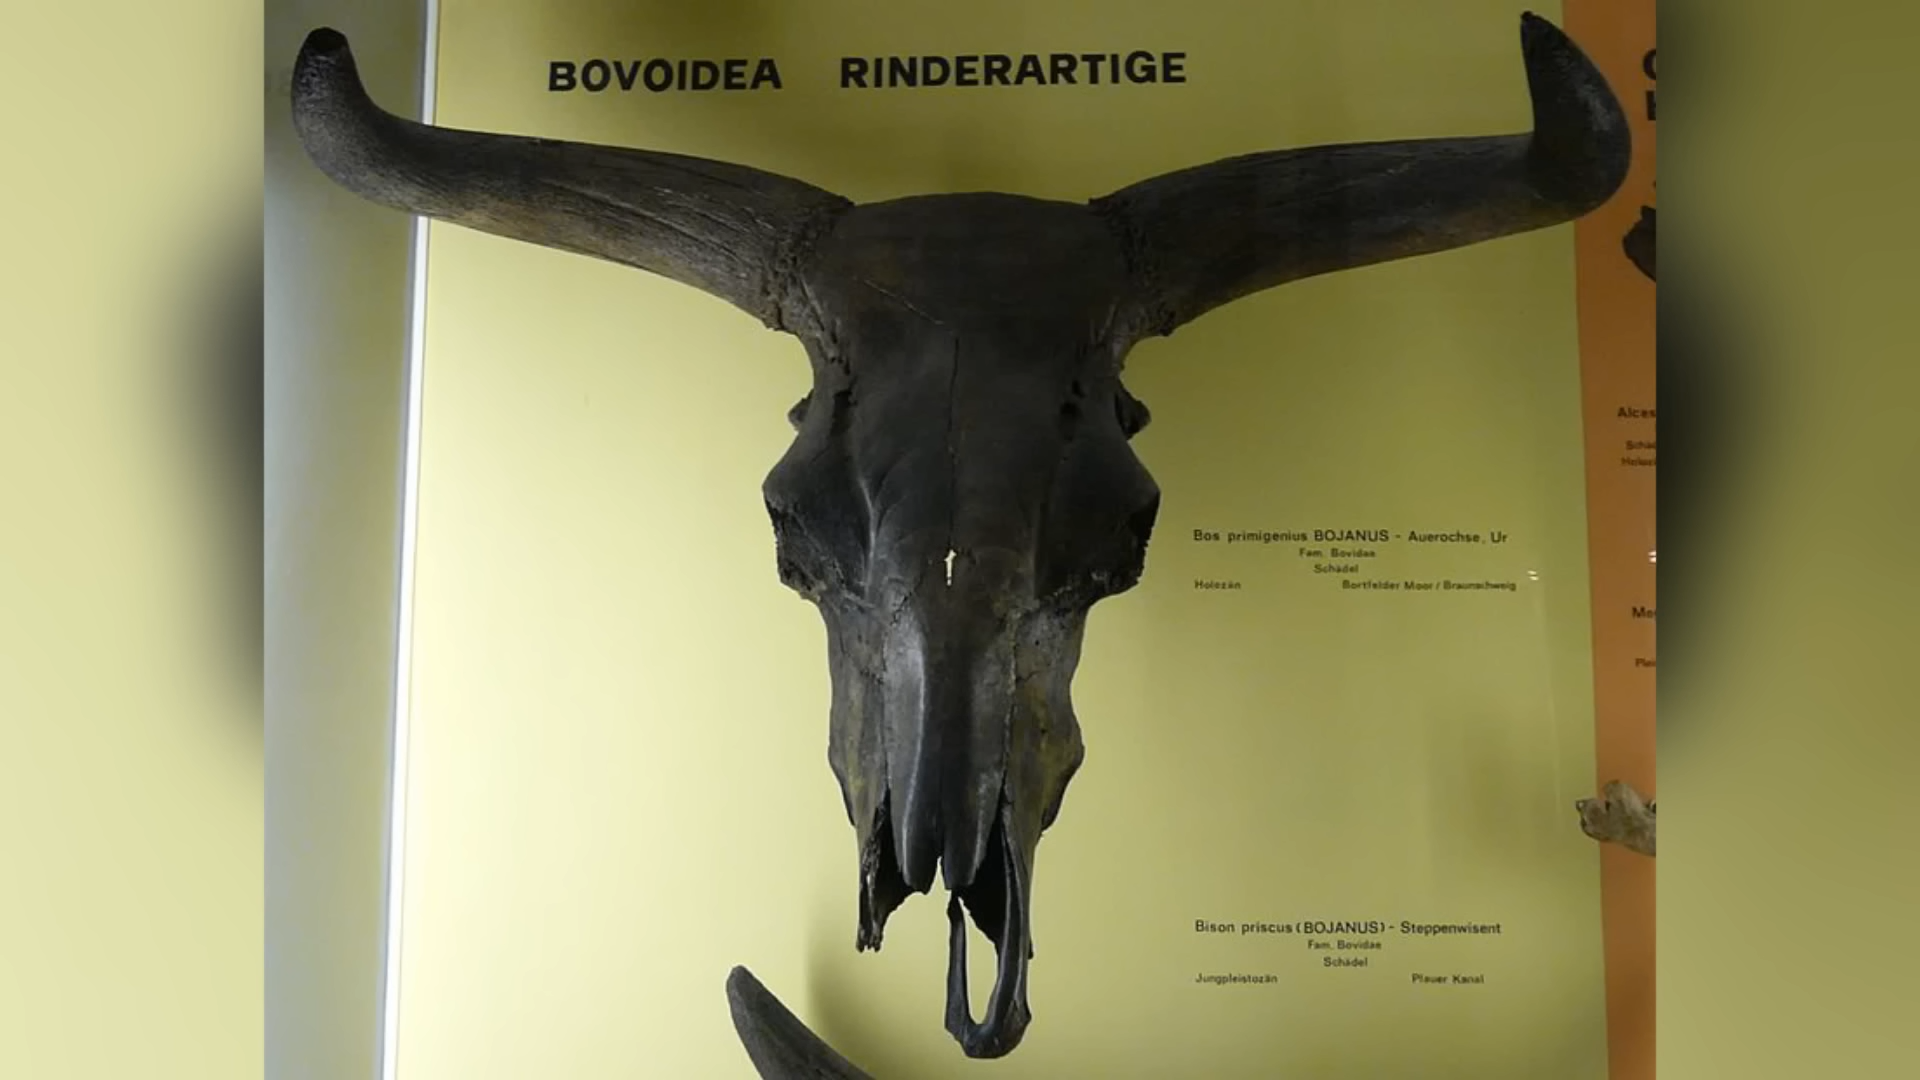 BOVOIDEA RINDERARTIGE
Bos primigenius BOJANUS - Auerochse, Ur
Fam. Bovidae
Schädel
Holozän Bortfelder Moor / Braunschweig
Bison priscus (BOJANUS) - Steppenwisent
Fam. Bovidae
Schädel
Jungpleistozän Plauer Kanal
Alces